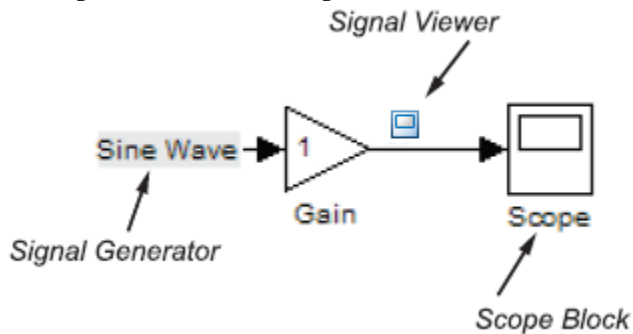 Signal Viewer
Sine Wave
1
Gain
Scope
Signal Generator
Scope Block